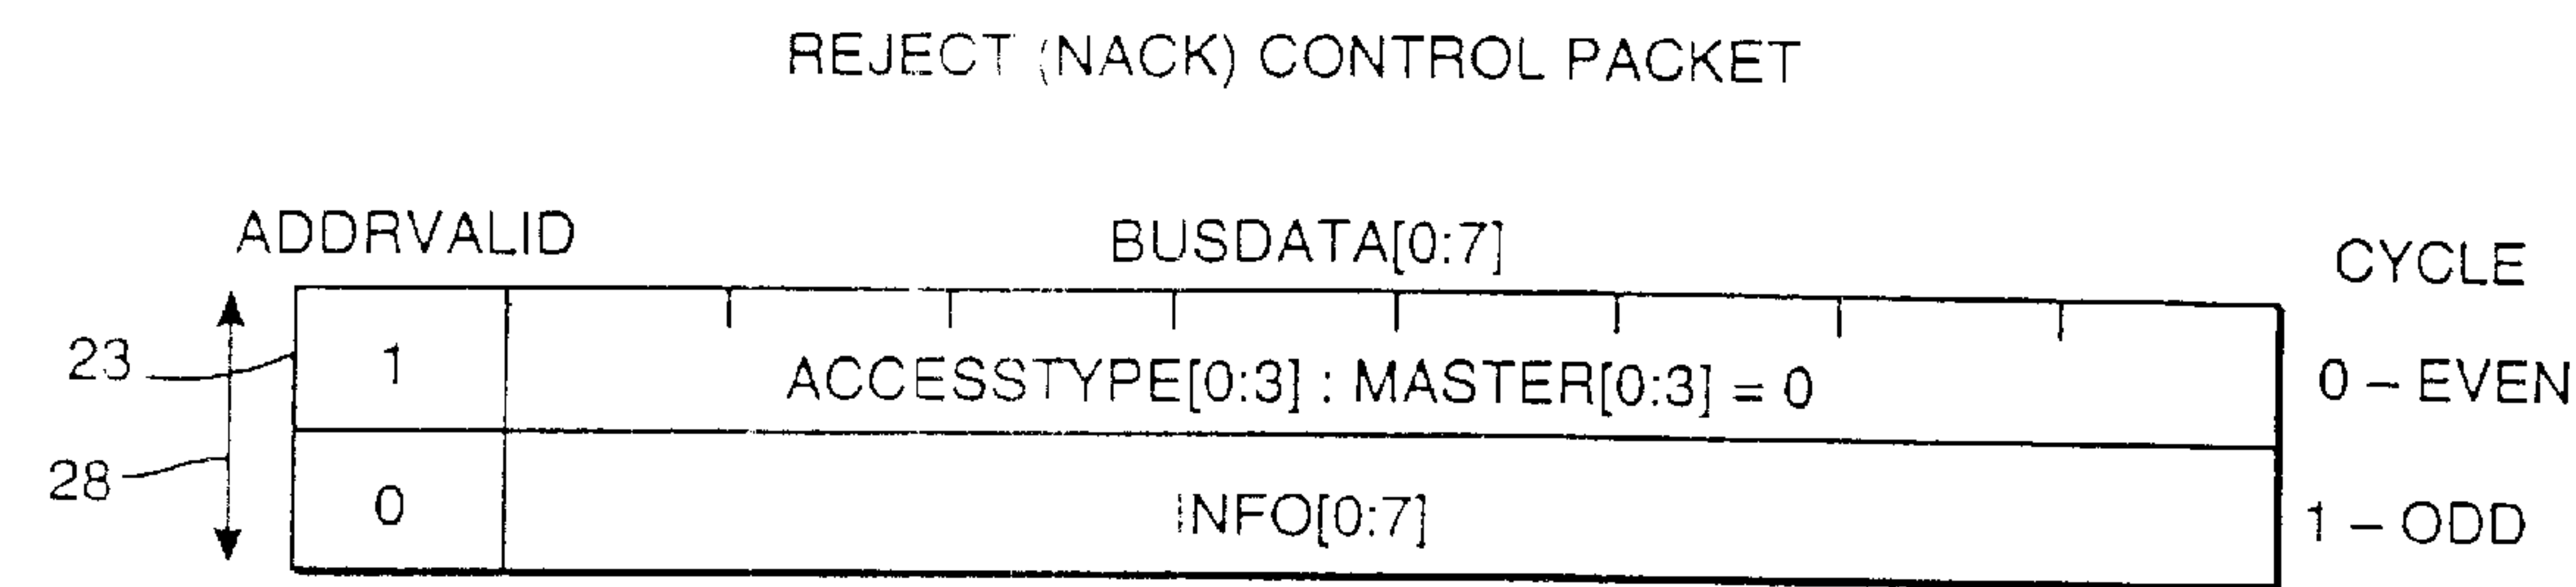 REJECT (NACK) CONTROL PACKET
ADDRVALID BUSDATA[0:7] CYCLE
23 1 ACCESSTYPE[0:3] : MASTER[0:3] = 0 0 – EVEN
28 0 INFO[0:7] 1 – ODD